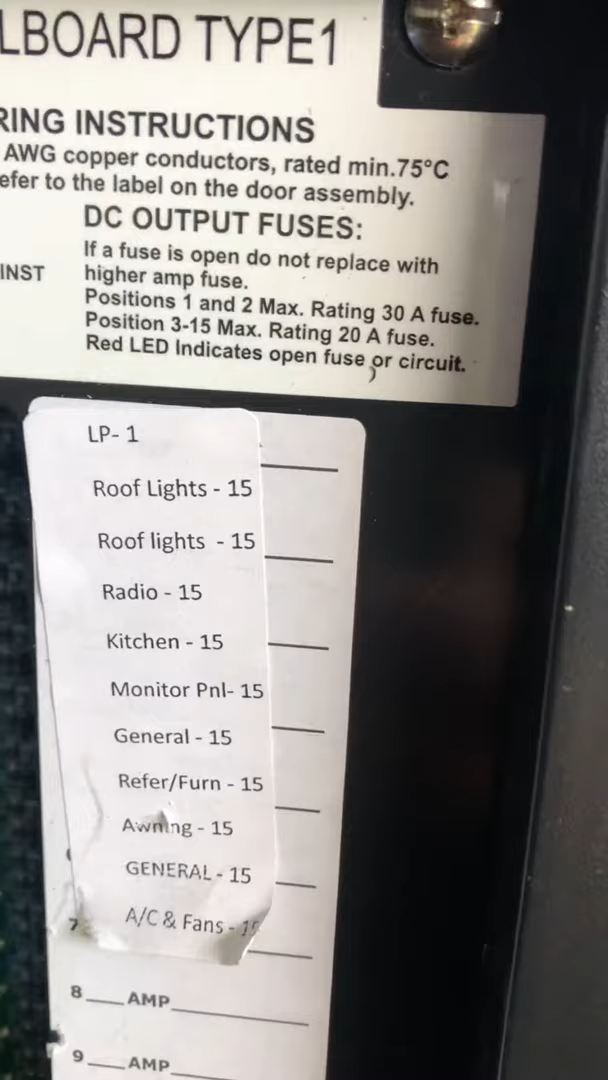 LBOARD TYPE1
RING INSTRUCTIONS
AWG copper conductors, rated min.75°C
efer to the label on the door assembly.
DC OUTPUT FUSES:
If a fuse is open do not replace with
INST higher amp fuse.
Positions 1 and 2 Max. Rating 30 A fuse.
Position 3-15 Max. Rating 20 A fuse.
Red LED Indicates open fuse or circuit.
LP- 1
Roof Lights - 15
Roof lights - 15
Radio - 15
Kitchen - 15
Monitor Pnl- 15
General - 15
Refer/Furn - 15
Awning - 15
GENERAL - 15
7 A/C & Fans - 15
8 ___ AMP
9 ___ AMP